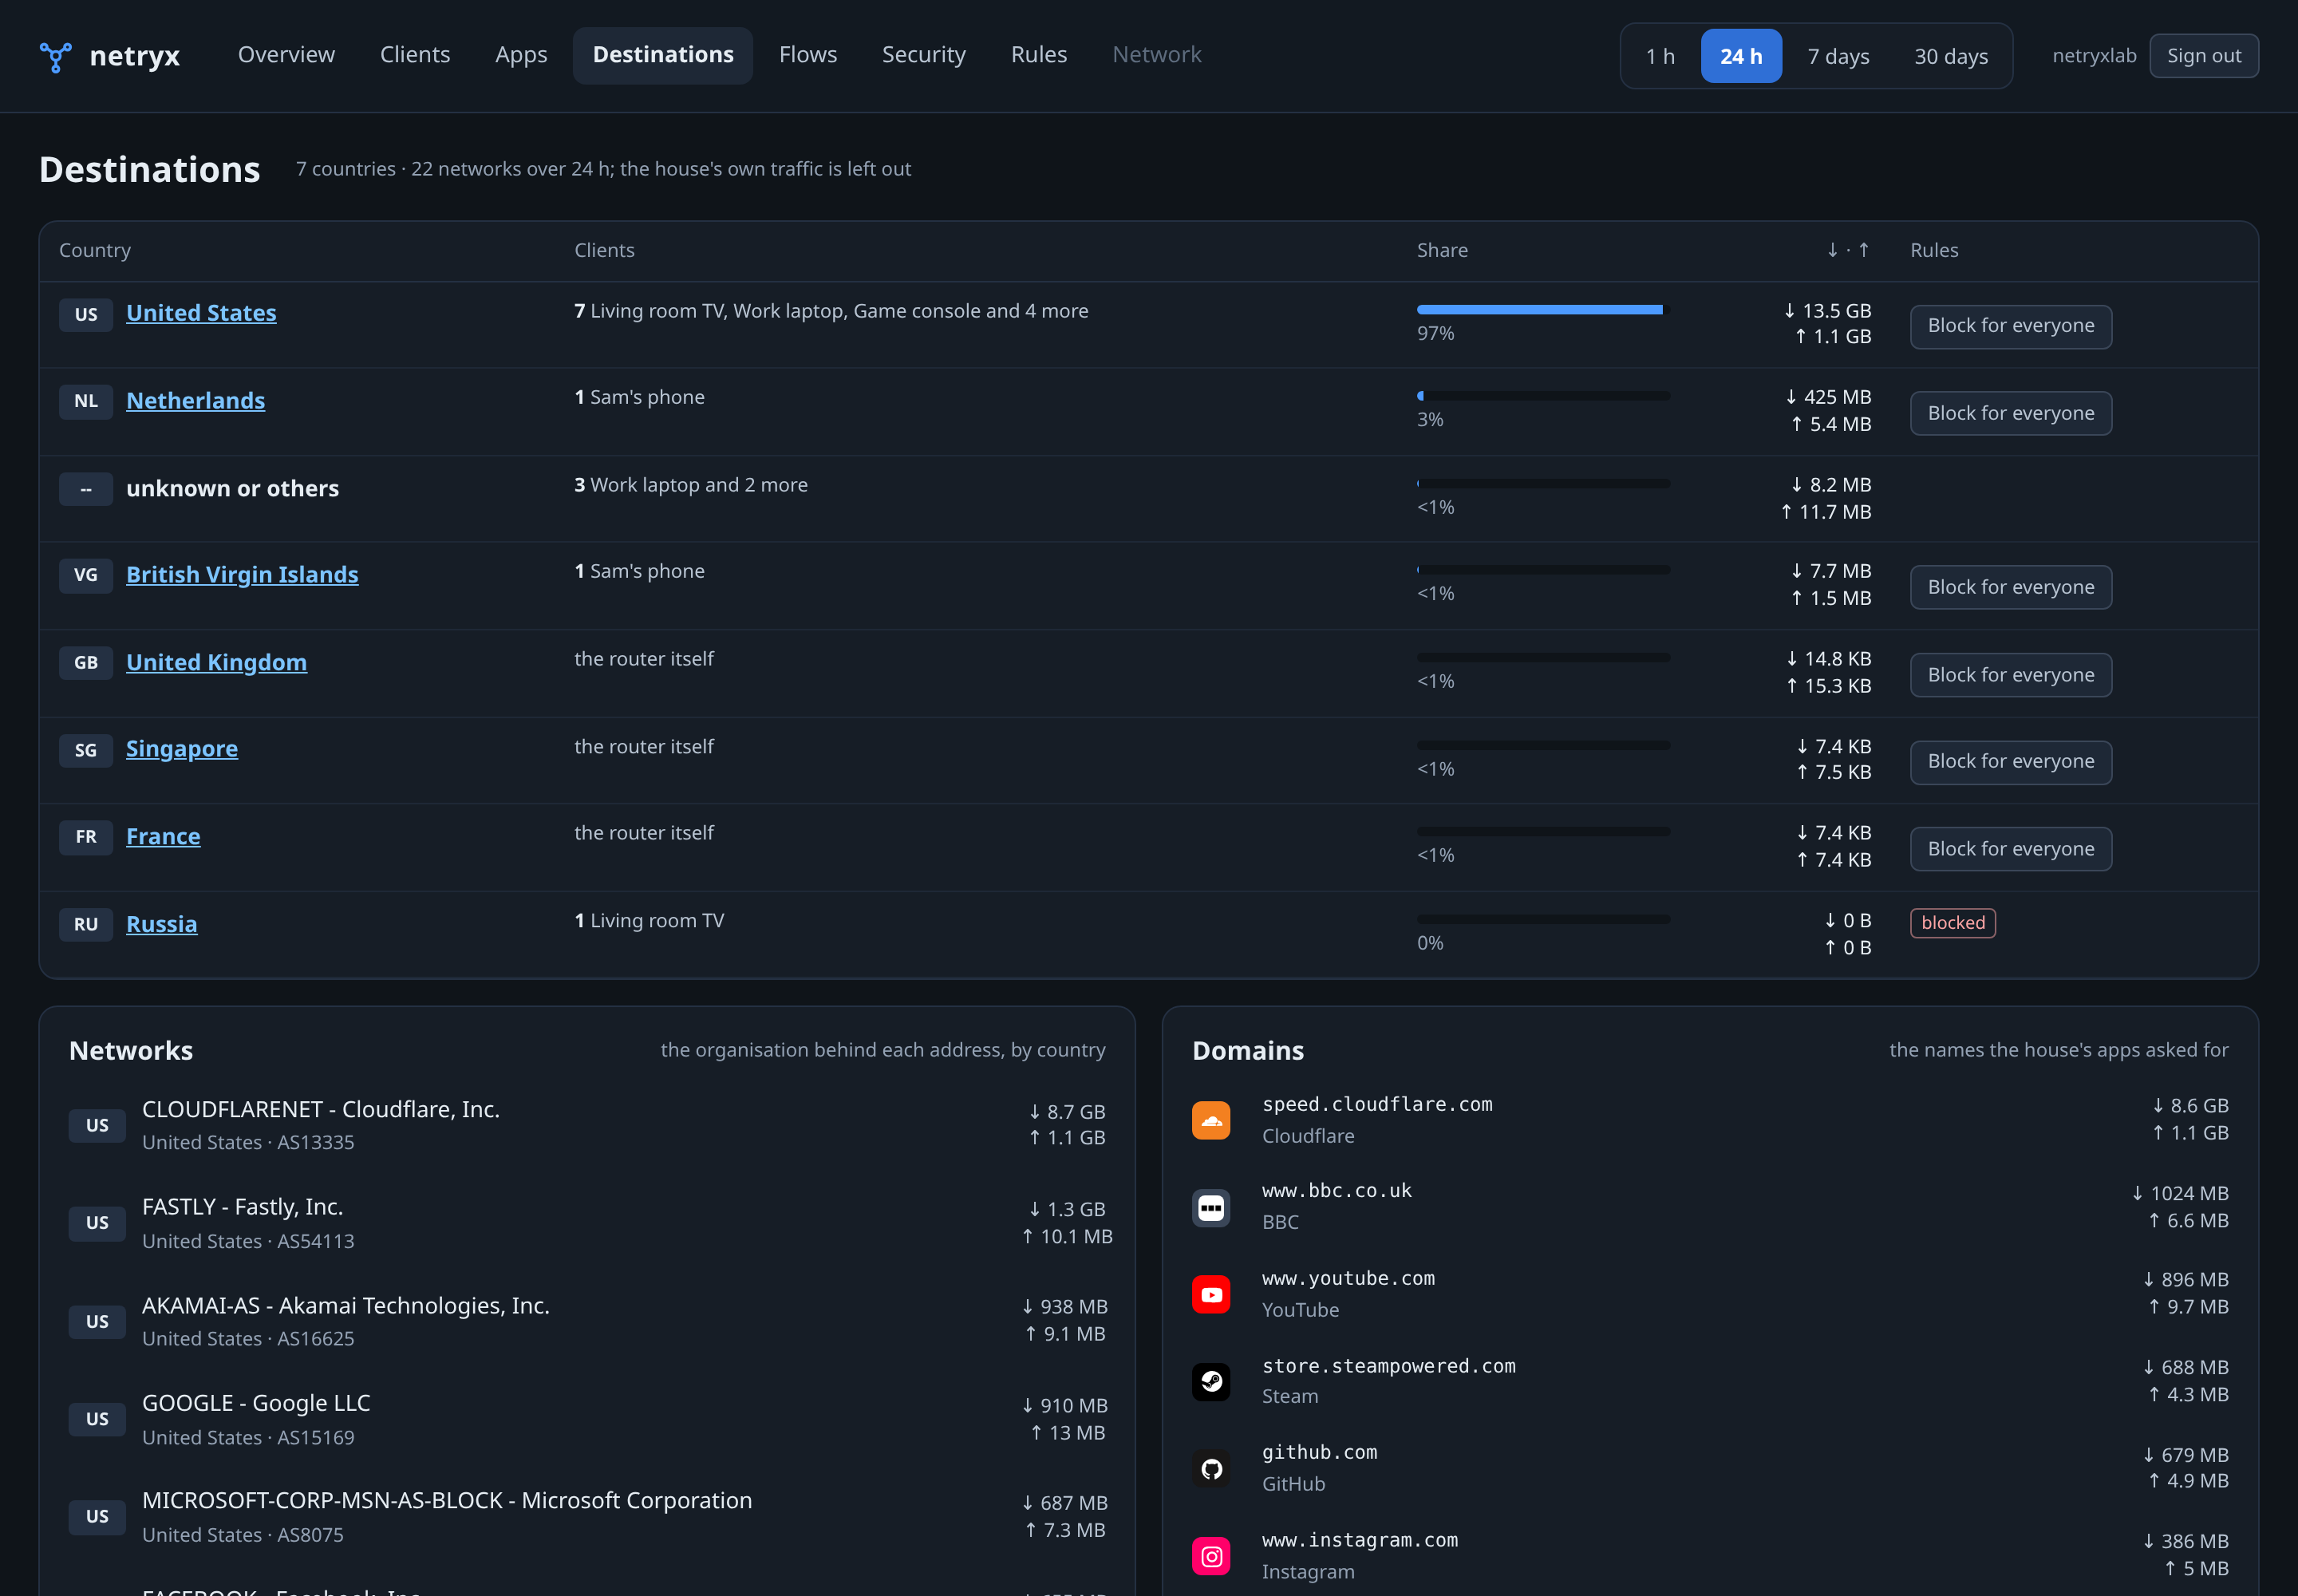 netryx
Overview Clients Apps Destinations Flows Security Rules Network
1 h 24 h 7 days 30 days
netryxlab Sign out
Destinations 7 countries · 22 networks over 24 h; the house's own traffic is left out
Country Clients Share ↓ · ↑ Rules
US United States 7 Living room TV, Work laptop, Game console and 4 more 97% ↓ 13.5 GB Block for everyone
↑ 1.1 GB
NL Netherlands 1 Sam's phone 3% ↓ 425 MB Block for everyone
↑ 5.4 MB
-- unknown or others 3 Work laptop and 2 more <1% ↓ 8.2 MB
↑ 11.7 MB
VG British Virgin Islands 1 Sam's phone <1% ↓ 7.7 MB Block for everyone
↑ 1.5 MB
GB United Kingdom the router itself <1% ↓ 14.8 KB Block for everyone
↑ 15.3 KB
SG Singapore the router itself <1% ↓ 7.4 KB Block for everyone
↑ 7.5 KB
FR France the router itself <1% ↓ 7.4 KB Block for everyone
↑ 7.4 KB
RU Russia 1 Living room TV 0% ↓ 0 B blocked
↑ 0 B
Networks the organisation behind each address, by country
US CLOUDFLARENET - Cloudflare, Inc. ↓ 8.7 GB
United States · AS13335 ↑ 1.1 GB
US FASTLY - Fastly, Inc. ↓ 1.3 GB
United States · AS54113 ↑ 10.1 MB
US AKAMAI-AS - Akamai Technologies, Inc. ↓ 938 MB
United States · AS16625 ↑ 9.1 MB
US GOOGLE - Google LLC ↓ 910 MB
United States · AS15169 ↑ 13 MB
US MICROSOFT-CORP-MSN-AS-BLOCK - Microsoft Corporation ↓ 687 MB
United States · AS8075 ↑ 7.3 MB
Domains the names the house's apps asked for
speed.cloudflare.com ↓ 8.6 GB
Cloudflare ↑ 1.1 GB
www.bbc.co.uk ↓ 1024 MB
BBC ↑ 6.6 MB
www.youtube.com ↓ 896 MB
YouTube ↑ 9.7 MB
store.steampowered.com ↓ 688 MB
Steam ↑ 4.3 MB
github.com ↓ 679 MB
GitHub ↑ 4.9 MB
www.instagram.com ↓ 386 MB
Instagram ↑ 5 MB